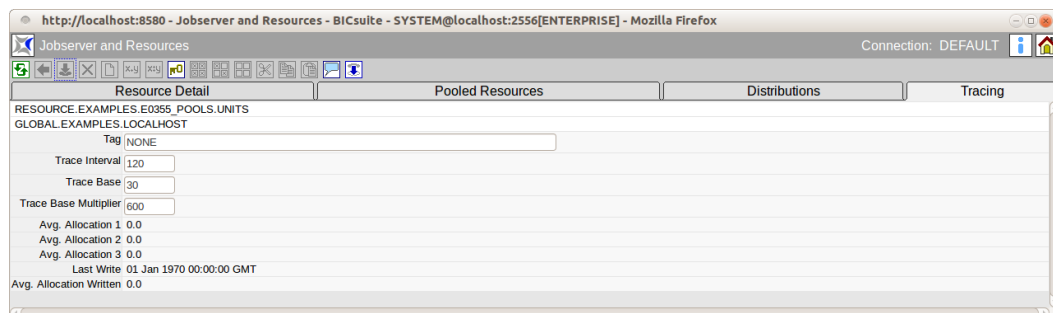 http://localhost:8580 - Jobserver and Resources - BICsuite - SYSTEM@localhost:2556[ENTERPRISE] - Mozilla Firefox
Jobserver and Resources Connection: DEFAULT
Resource Detail Pooled Resources Distributions Tracing
RESOURCE.EXAMPLES.E0355_POOLS.UNITS
GLOBAL.EXAMPLES.LOCALHOST
Tag NONE
Trace Interval 120
Trace Base 30
Trace Base Multiplier 600
Avg. Allocation 1 0.0
Avg. Allocation 2 0.0
Avg. Allocation 3 0.0
Last Write 01 Jan 1970 00:00:00 GMT
Avg. Allocation Written 0.0